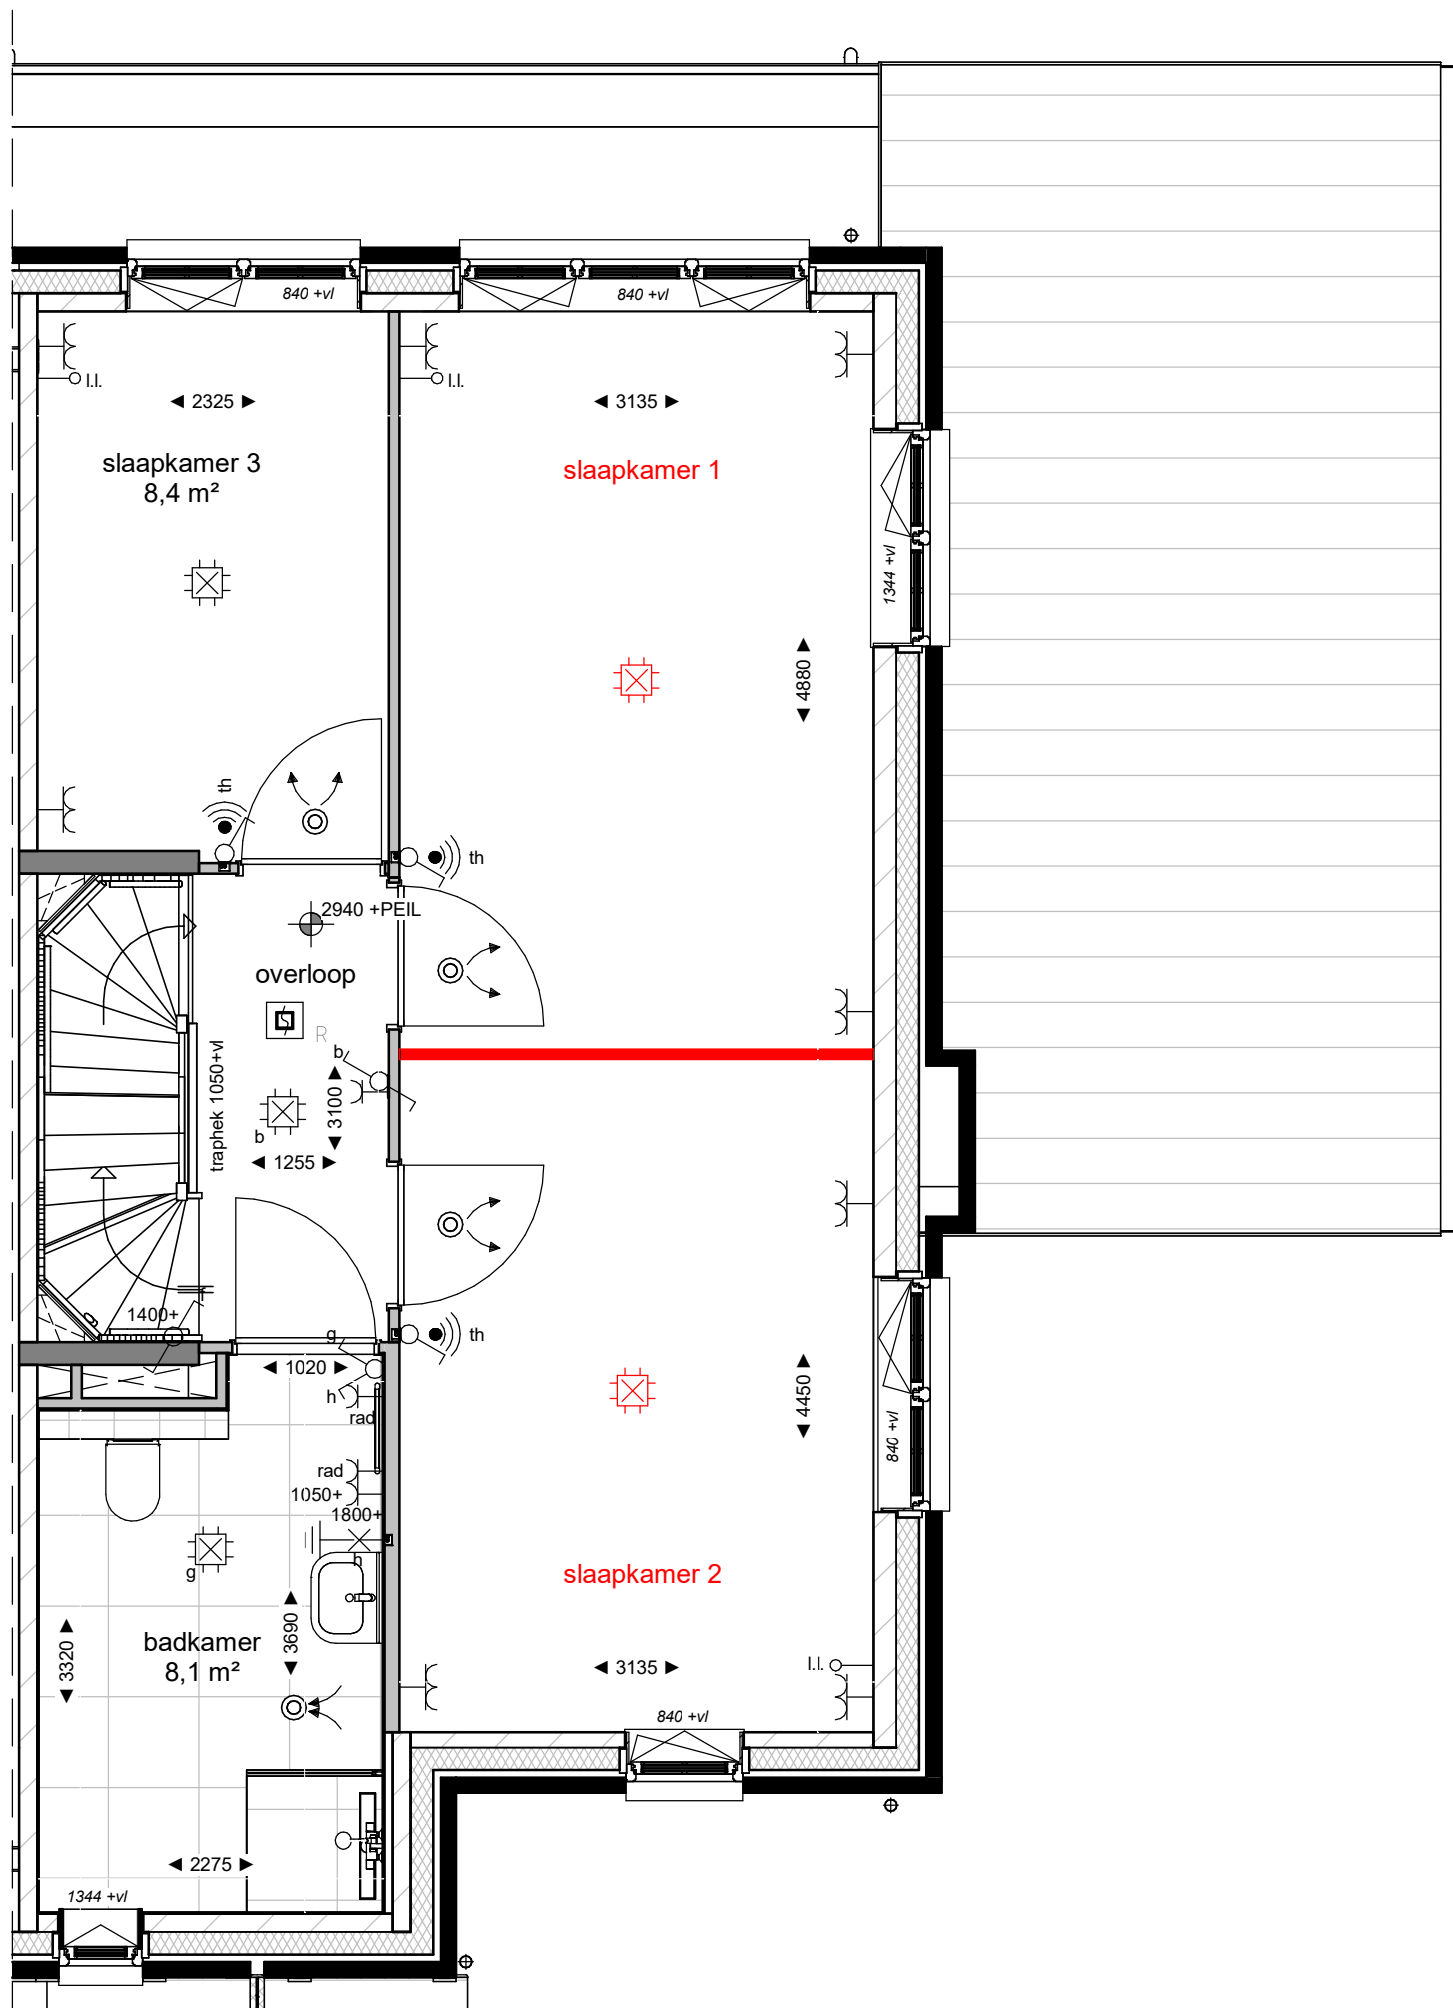 840 +vl
840 +vl
l.l.
l.l.
2325
3135
slaapkamer 3
8,4 m²
slaapkamer 1
1344 +vl
4880
th
th
2940 +PEIL
overloop
R
b
3100
traphek 1050+vl
b
1255
1400+
g
th
1020
h
rad
4450
840 +vl
rad
1050+
1800+
h
g
slaapkamer 2
3690
3320
badkamer
8,1 m²
l.l.
3135
840 +vl
2275
1344 +vl